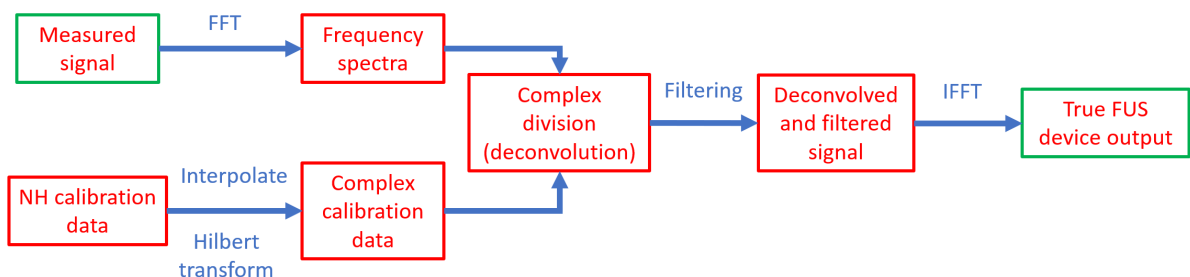 Measured
signal
FFT
Frequency
spectra
Complex
division
(deconvolution)
Filtering
Deconvolved
and filtered
signal
IFFT
True FUS
device output
NH calibration
data
Interpolate
Hilbert
transform
Complex
calibration
data